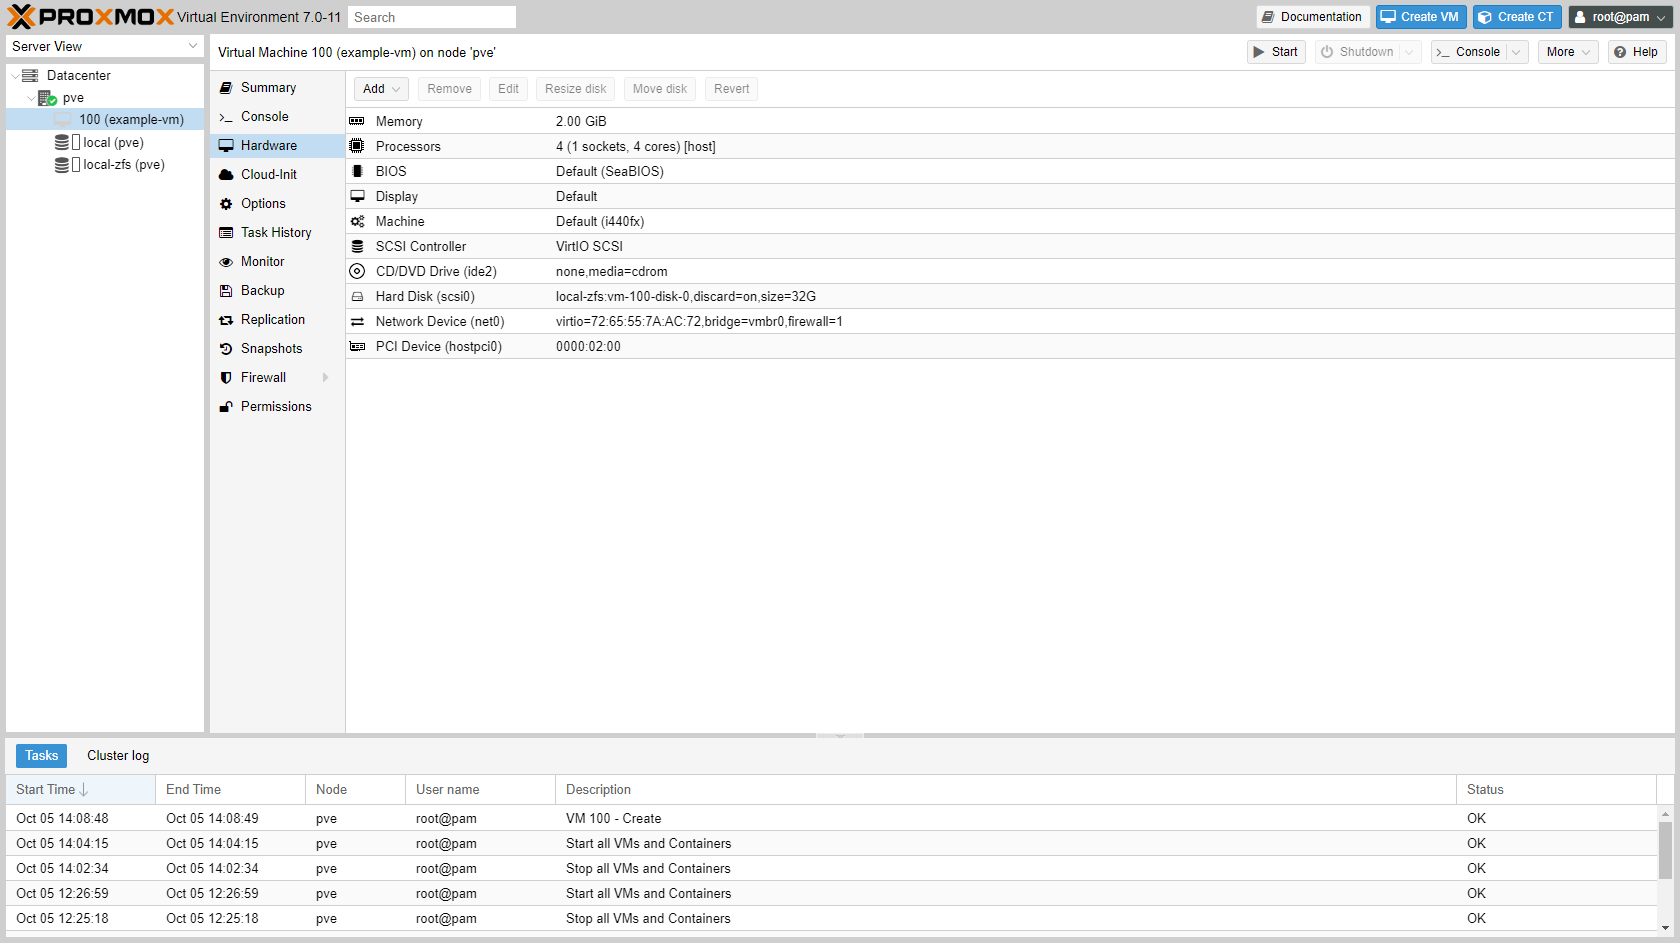 PROXMOX Virtual Environment 7.0-11 Search Documentation Create VM Create CT root@pam
Server View
Datacenter
pve
100 (example-vm)
local (pve)
local-zfs (pve)
Virtual Machine 100 (example-vm) on node 'pve' Start Shutdown Console More Help
Summary
Console
Hardware
Cloud-Init
Options
Task History
Monitor
Backup
Replication
Snapshots
Firewall
Permissions
Add Remove Edit Resize disk Move disk Revert
Memory 2.00 GiB
Processors 4 (1 sockets, 4 cores) [host]
BIOS Default (SeaBIOS)
Display Default
Machine Default (i440fx)
SCSI Controller VirtIO SCSI
CD/DVD Drive (ide2) none,media=cdrom
Hard Disk (scsi0) local-zfs:vm-100-disk-0,discard=on,size=32G
Network Device (net0) virtio=72:65:55:7A:AC:72,bridge=vmbr0,firewall=1
PCI Device (hostpci0) 0000:02:00
Tasks Cluster log
Start Time End Time Node User name Description Status
Oct 05 14:08:48 Oct 05 14:08:49 pve root@pam VM 100 - Create OK
Oct 05 14:04:15 Oct 05 14:04:15 pve root@pam Start all VMs and Containers OK
Oct 05 14:02:34 Oct 05 14:02:34 pve root@pam Stop all VMs and Containers OK
Oct 05 12:26:59 Oct 05 12:26:59 pve root@pam Start all VMs and Containers OK
Oct 05 12:25:18 Oct 05 12:25:18 pve root@pam Stop all VMs and Containers OK